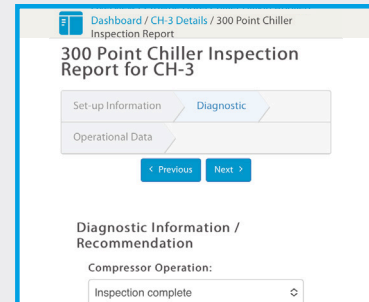 Dashboard / CH-3 Details / 300 Point Chiller
Inspection Report
300 Point Chiller Inspection
Report for CH-3
Set-up Information
Diagnostic
Operational Data
< Previous
Next >
Diagnostic Information /
Recommendation
Compressor Operation:
Inspection complete